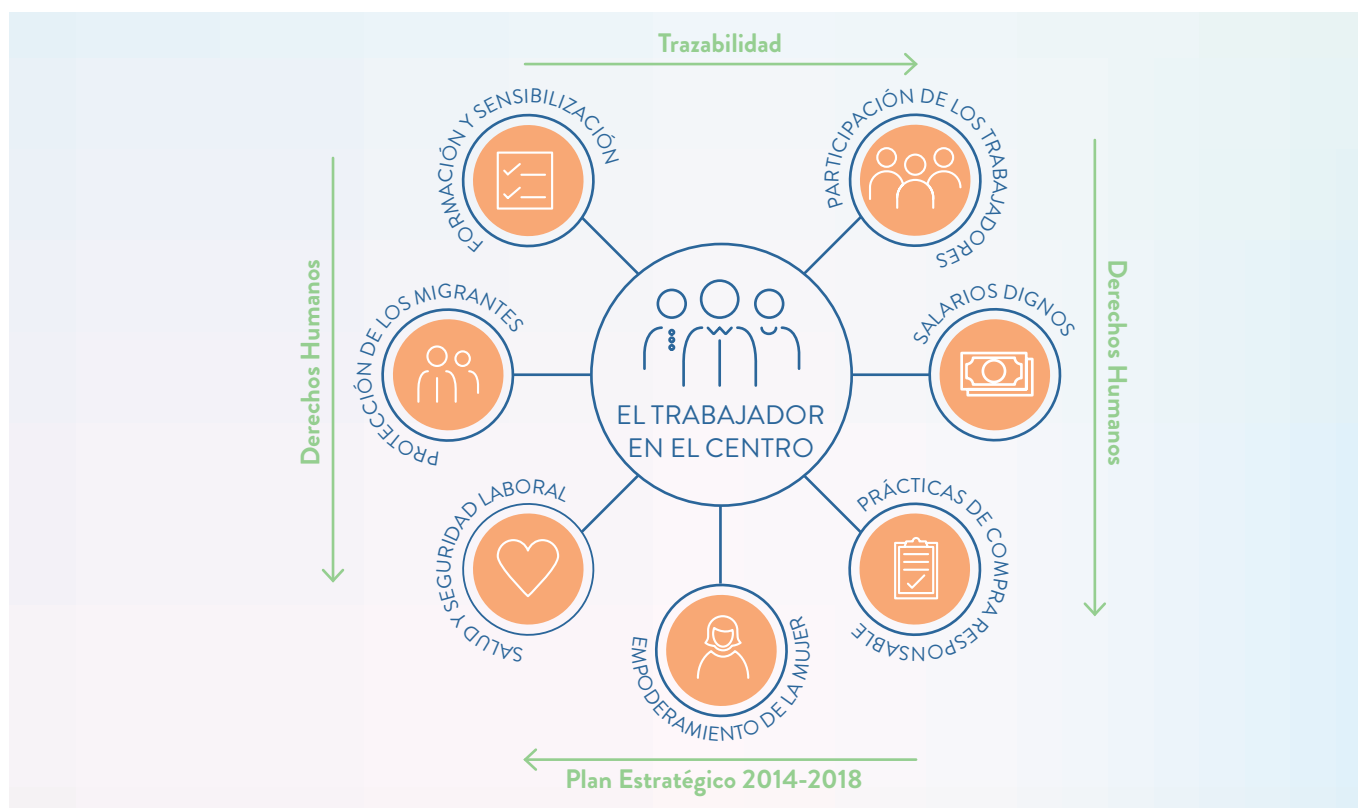 Trazabilidad
FORMACIÓN Y SENSIBILIZACIÓN
PARTICIPACIÓN DE LOS TRABAJADORES
Derechos Humanos
Derechos Humanos
PROTECCIÓN DE LOS MIGRANTES
SALARIOS DIGNOS
EL TRABAJADOR
EN EL CENTRO
SALUD Y SEGURIDAD LABORAL
PRÁCTICAS DE COMPRA RESPONSABLE
EMPODERAMIENTO DE LA MUJER
Plan Estratégico 2014-2018